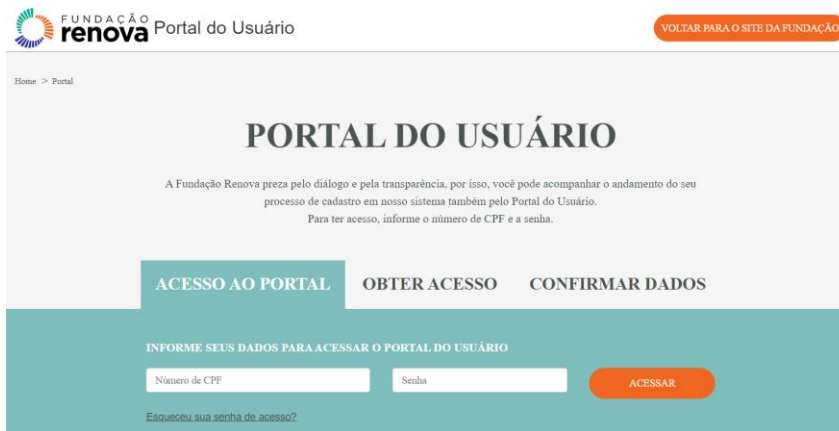 FUNDAÇÃO
renova
Portal do Usuário
VOLTAR PARA O SITE DA FUNDAÇÃO
Home > Portal
PORTAL DO USUÁRIO
A Fundação Renova preza pelo diálogo e pela transparência, por isso, você pode acompanhar o andamento do seu
processo de cadastro em nosso sistema também pelo Portal do Usuário.
Para ter acesso, informe o número de CPF e a senha.
ACESSO AO PORTAL
OBTER ACESSO
CONFIRMAR DADOS
INFORME SEUS DADOS PARA ACESSAR O PORTAL DO USUÁRIO
Número de CPF
Senha
ACESSAR
Esqueceu sua senha de acesso?